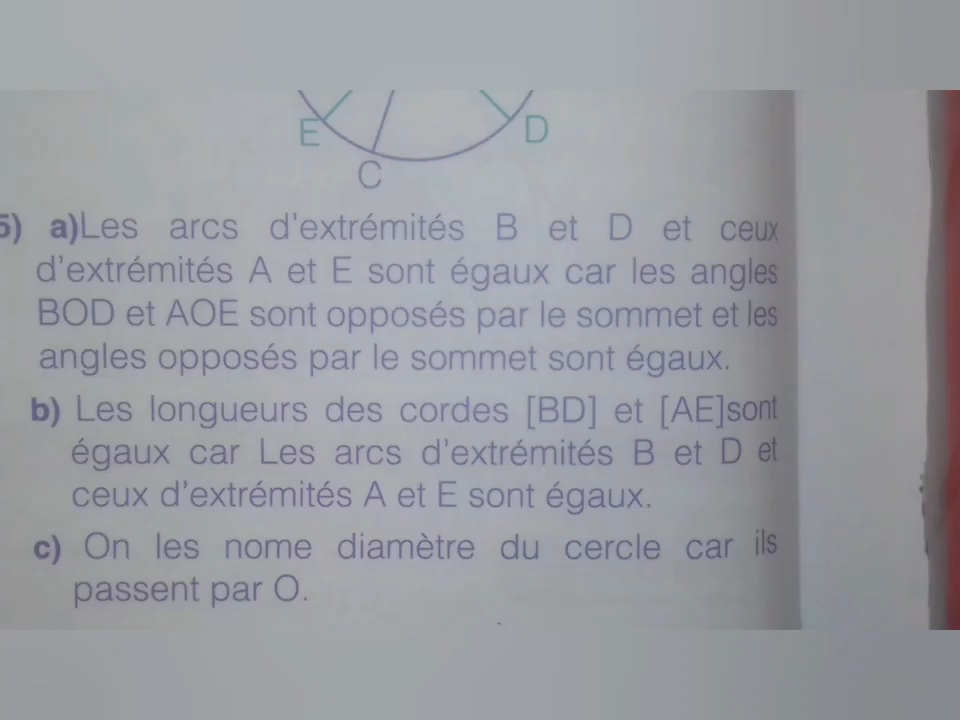 E
D
C
5) a)Les arcs d'extrémités B et D et ceux
d'extrémités A et E sont égaux car les angles
BOD et AOE sont opposés par le sommet et les
angles opposés par le sommet sont égaux.
b) Les longueurs des cordes [BD] et [AE]sont
égaux car Les arcs d'extrémités B et D et
ceux d'extrémités A et E sont égaux.
c) On les nome diamètre du cercle car ils
passent par O.